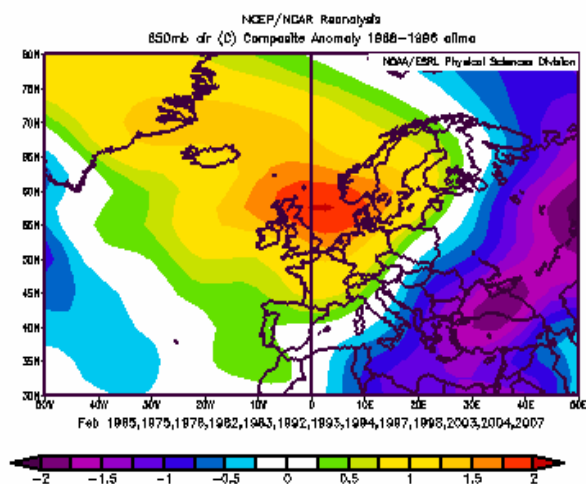 NCEP/NCAR Reanalysis
850mb air (C) Composite Anomaly 1968-1996 climo
NOAA/ESRL Physical Sciences Division
80N
75N
70N
65N
60N
55N
50N
45N
40N
35N
30N
50W 40W 30W 20W 10W 0 10E 20E 30E 40E 50E
Feb 1965,1975,1976,1982,1983,1992,1993,1994,1997,1998,2003,2004,2007
-2 -1.5 -1 -0.5 0 0.5 1 1.5 2